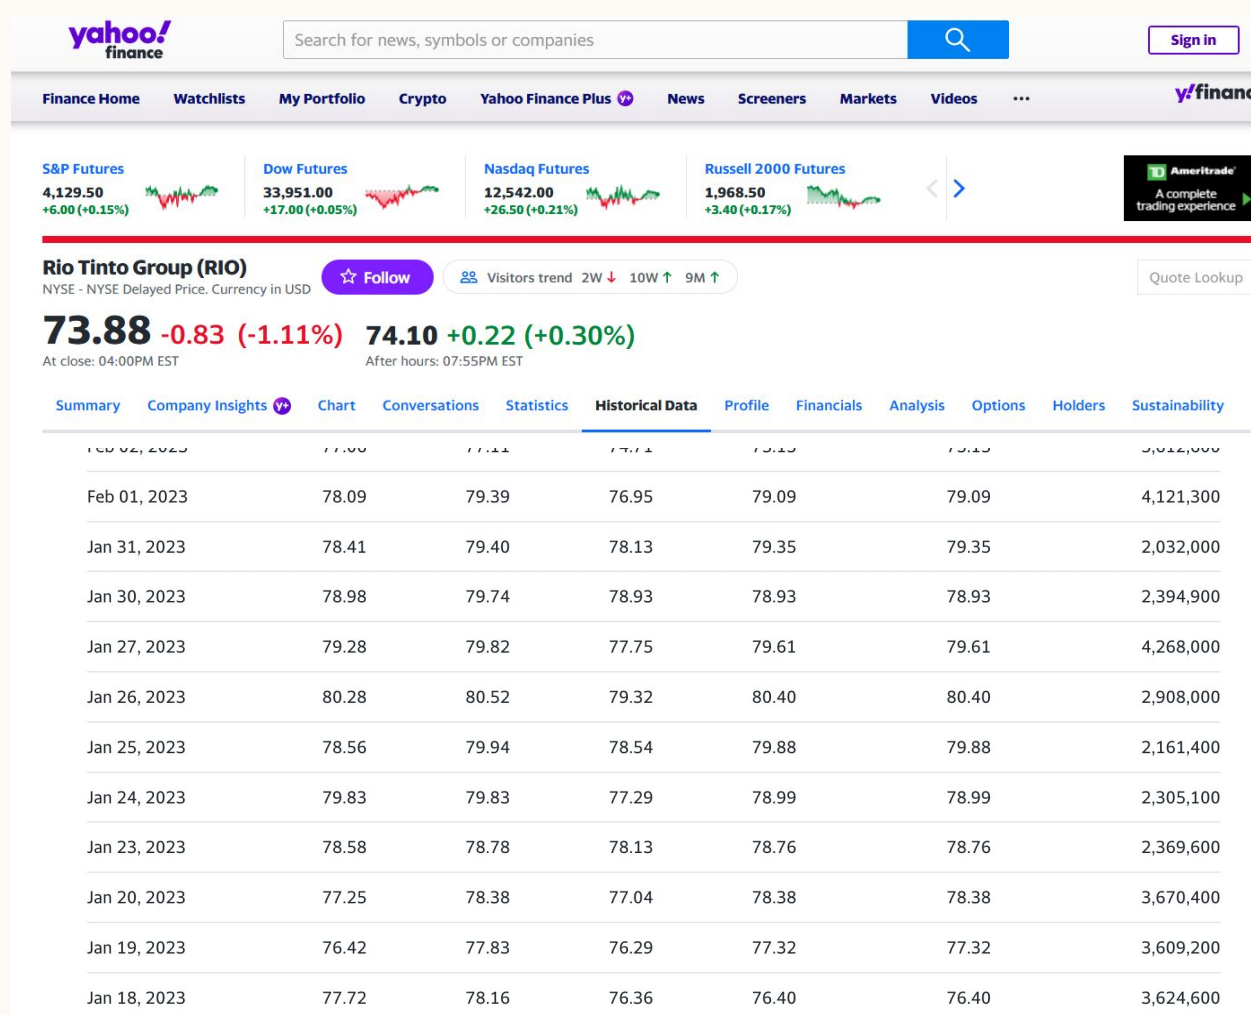 yahoo!
finance
Search for news, symbols or companies
Sign in
Finance Home Watchlists My Portfolio Crypto Yahoo Finance Plus Y+ News Screeners Markets Videos ...
y!financ
S&P Futures
4,129.50
+6.00 (+0.15%)
Dow Futures
33,951.00
+17.00 (+0.05%)
Nasdaq Futures
12,542.00
+26.50 (+0.21%)
Russell 2000 Futures
1,968.50
+3.40 (+0.17%)
TD Ameritrade
A complete
trading experience
Rio Tinto Group (RIO)
NYSE - NYSE Delayed Price. Currency in USD
Follow
Visitors trend 2W ↓ 10W ↑ 9M ↑
Quote Lookup
73.88 -0.83 (-1.11%)
At close: 04:00PM EST
74.10 +0.22 (+0.30%)
After hours: 07:55PM EST
Summary Company Insights Y+ Chart Conversations Statistics Historical Data Profile Financials Analysis Options Holders Sustainability
Feb 01, 2023 78.09 79.39 76.95 79.09 79.09 4,121,300
Jan 31, 2023 78.41 79.40 78.13 79.35 79.35 2,032,000
Jan 30, 2023 78.98 79.74 78.93 78.93 78.93 2,394,900
Jan 27, 2023 79.28 79.82 77.75 79.61 79.61 4,268,000
Jan 26, 2023 80.28 80.52 79.32 80.40 80.40 2,908,000
Jan 25, 2023 78.56 79.94 78.54 79.88 79.88 2,161,400
Jan 24, 2023 79.83 79.83 77.29 78.99 78.99 2,305,100
Jan 23, 2023 78.58 78.78 78.13 78.76 78.76 2,369,600
Jan 20, 2023 77.25 78.38 77.04 78.38 78.38 3,670,400
Jan 19, 2023 76.42 77.83 76.29 77.32 77.32 3,609,200
Jan 18, 2023 77.72 78.16 76.36 76.40 76.40 3,624,600